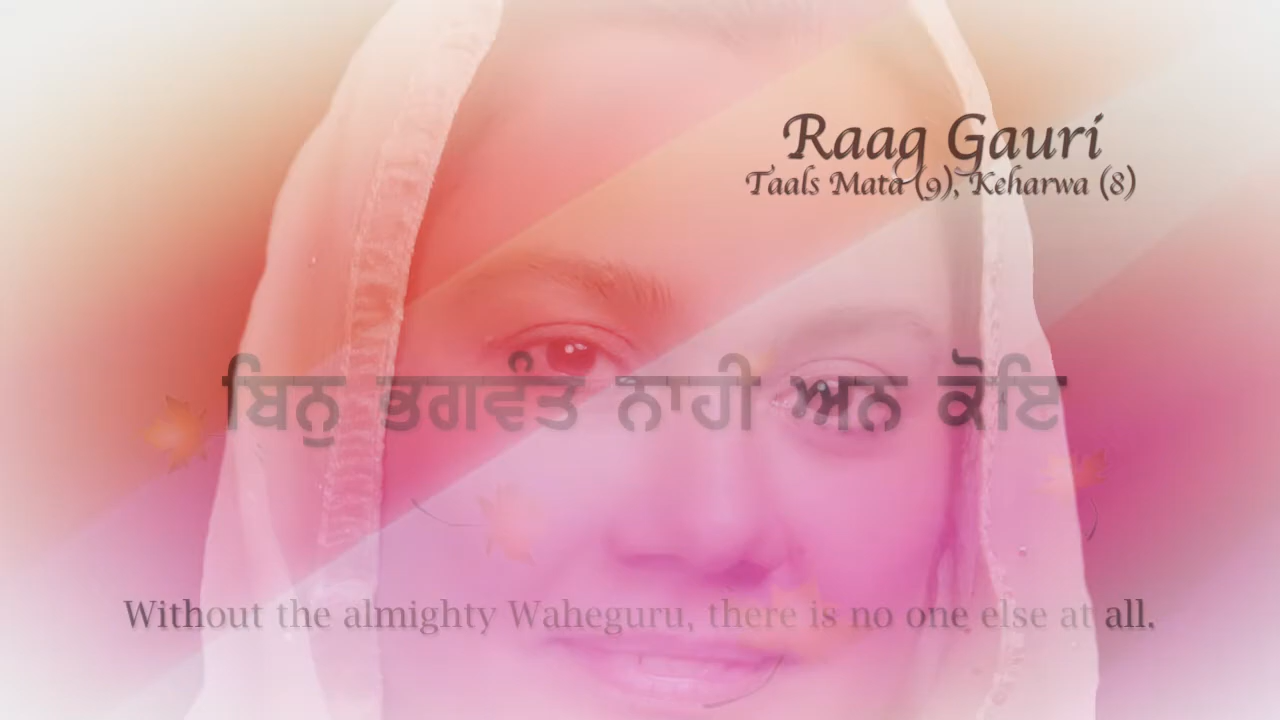 Raag Gauri
Taals Mata (9), Keharwa (8)
ਬਿਨੁ ਭਗਵੰਤ ਨਾਹੀ ਅਨ ਕੋਇ
Without the almighty Waheguru, there is no one else at all.